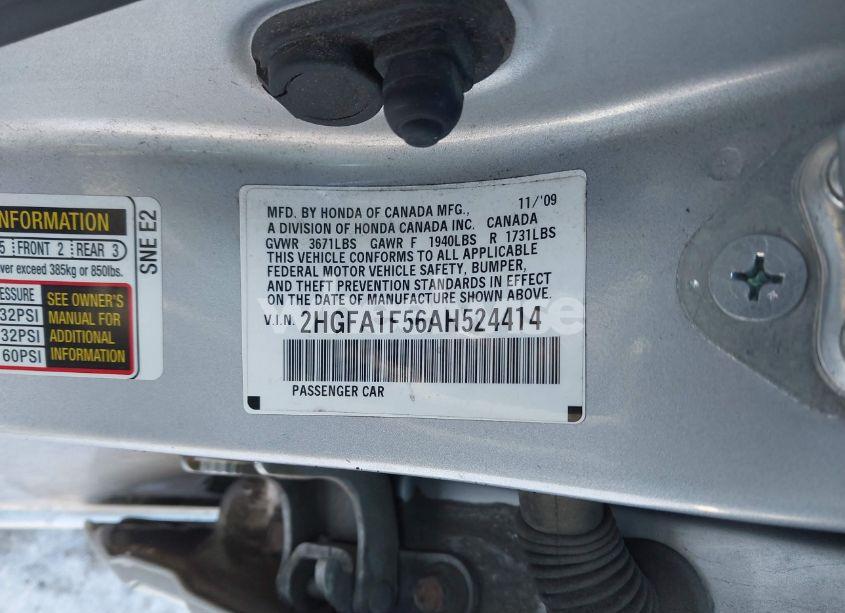 INFORMATION
5 FRONT 2 REAR 3
ver exceed 385kg or 850lbs.
ESSURE
32PSI
32PSI
60PSI
SEE OWNER'S
MANUAL FOR
ADDITIONAL
INFORMATION
SNE E2
11/'09
MFD. BY HONDA OF CANADA MFG.,
A DIVISION OF HONDA CANADA INC. CANADA
GVWR 3671LBS GAWR F 1940LBS R 1731LBS
THIS VEHICLE CONFORMS TO ALL APPLICABLE
FEDERAL MOTOR VEHICLE SAFETY, BUMPER,
AND THEFT PREVENTION STANDARDS IN EFFECT
ON THE DATE OF MANUFACTURE SHOWN ABOVE.
V.I.N. 2HGFA1F56AH524414
PASSENGER CAR